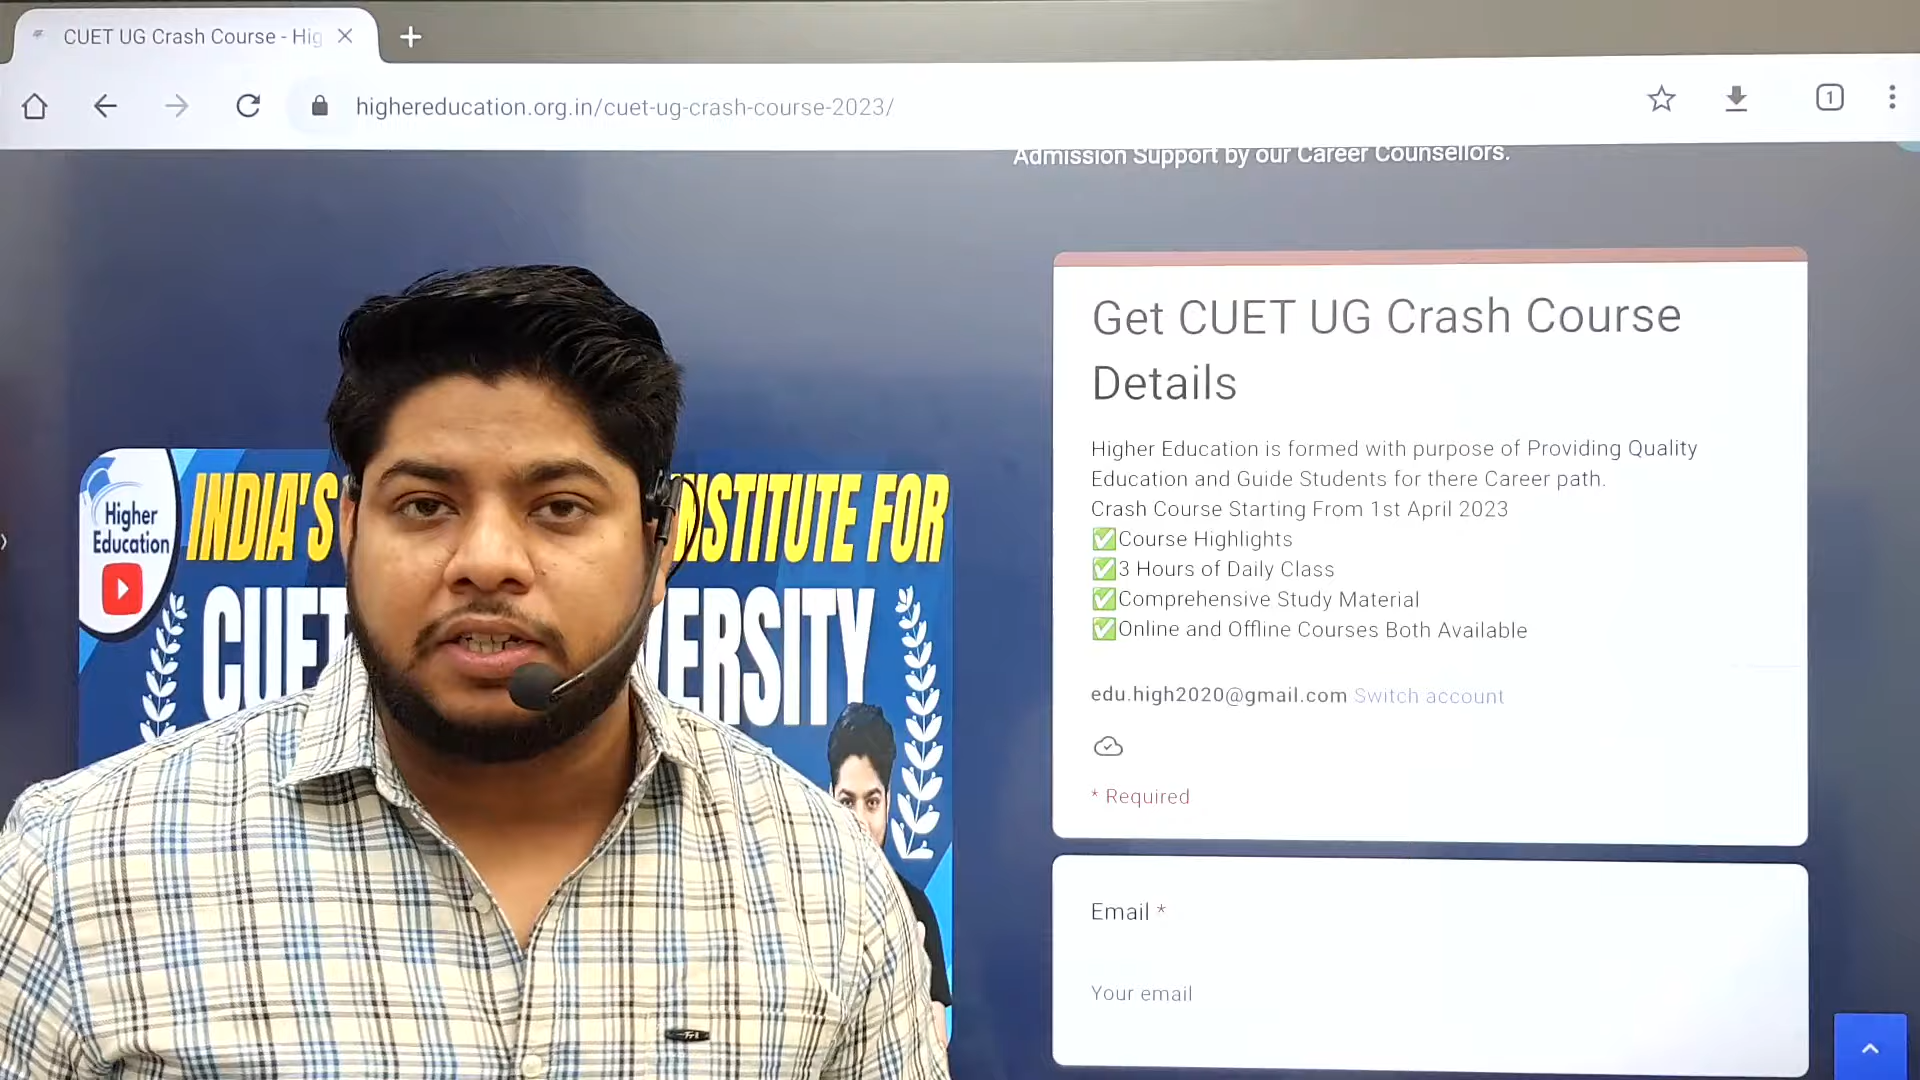 CUET UG Crash Course - Hig
highereducation.org.in/cuet-ug-crash-course-2023/
1
Admission Support by our Career Counsellors.
Get CUET UG Crash Course
Details
Higher Education is formed with purpose of Providing Quality
Education and Guide Students for there Career path.
Crash Course Starting From 1st April 2023
✅Course Highlights
✅3 Hours of Daily Class
✅Comprehensive Study Material
✅Online and Offline Courses Both Available
edu.high2020@gmail.com Switch account
* Required
Email *
Your email
Higher
Education
INDIA'S NSTITUTE FOR
CUET ERSITY